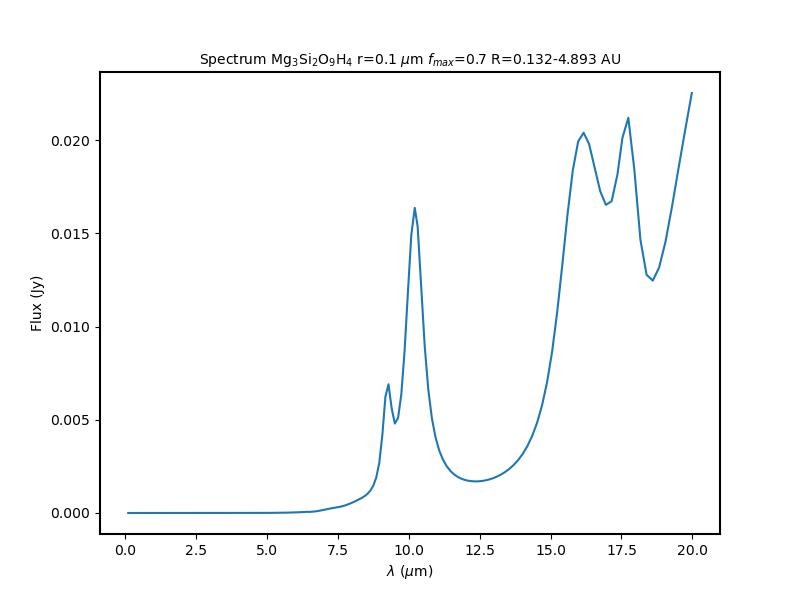 Spectrum Mg₃Si₂O₉H₄ r=0.1 μm fₘₐₓ=0.7 R=0.132-4.893 AU
0.020
0.015
0.010
0.005
0.000
Flux (Jy)
0.0 2.5 5.0 7.5 10.0 12.5 15.0 17.5 20.0
λ (μm)